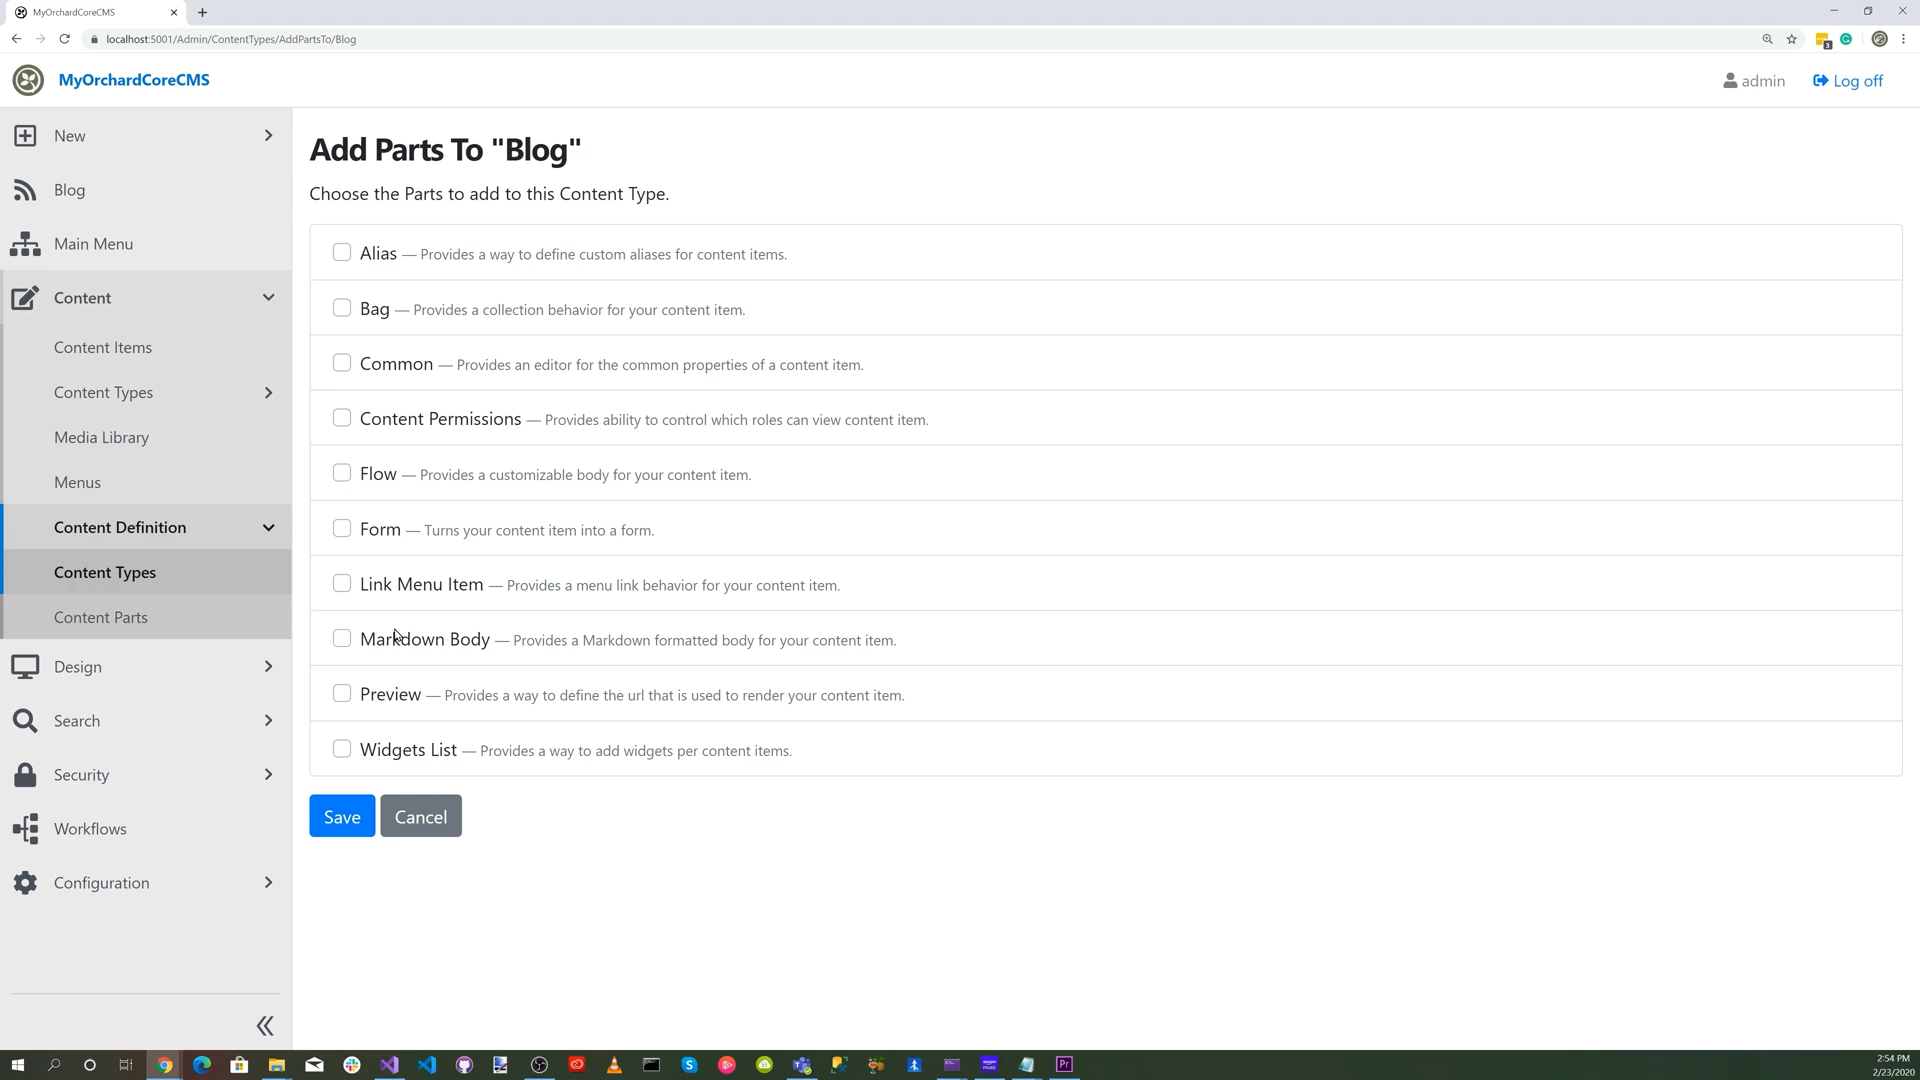 MyOrchardCoreCMS
localhost:5001/Admin/ContentTypes/AddPartsTo/Blog
3
MyOrchardCoreCMS
admin
Log off
New
Blog
Main Menu
Content
Content Items
Content Types
Media Library
Menus
Content Definition
Content Types
Content Parts
Design
Search
Security
Workflows
Configuration
Add Parts To "Blog"
Choose the Parts to add to this Content Type.
Alias — Provides a way to define custom aliases for content items.
Bag — Provides a collection behavior for your content item.
Common — Provides an editor for the common properties of a content item.
Content Permissions — Provides ability to control which roles can view content item.
Flow — Provides a customizable body for your content item.
Form — Turns your content item into a form.
Link Menu Item — Provides a menu link behavior for your content item.
Markdown Body — Provides a Markdown formatted body for your content item.
Preview — Provides a way to define the url that is used to render your content item.
Widgets List — Provides a way to add widgets per content items.
Save
Cancel
Pr
2:54 PM
2/23/2020